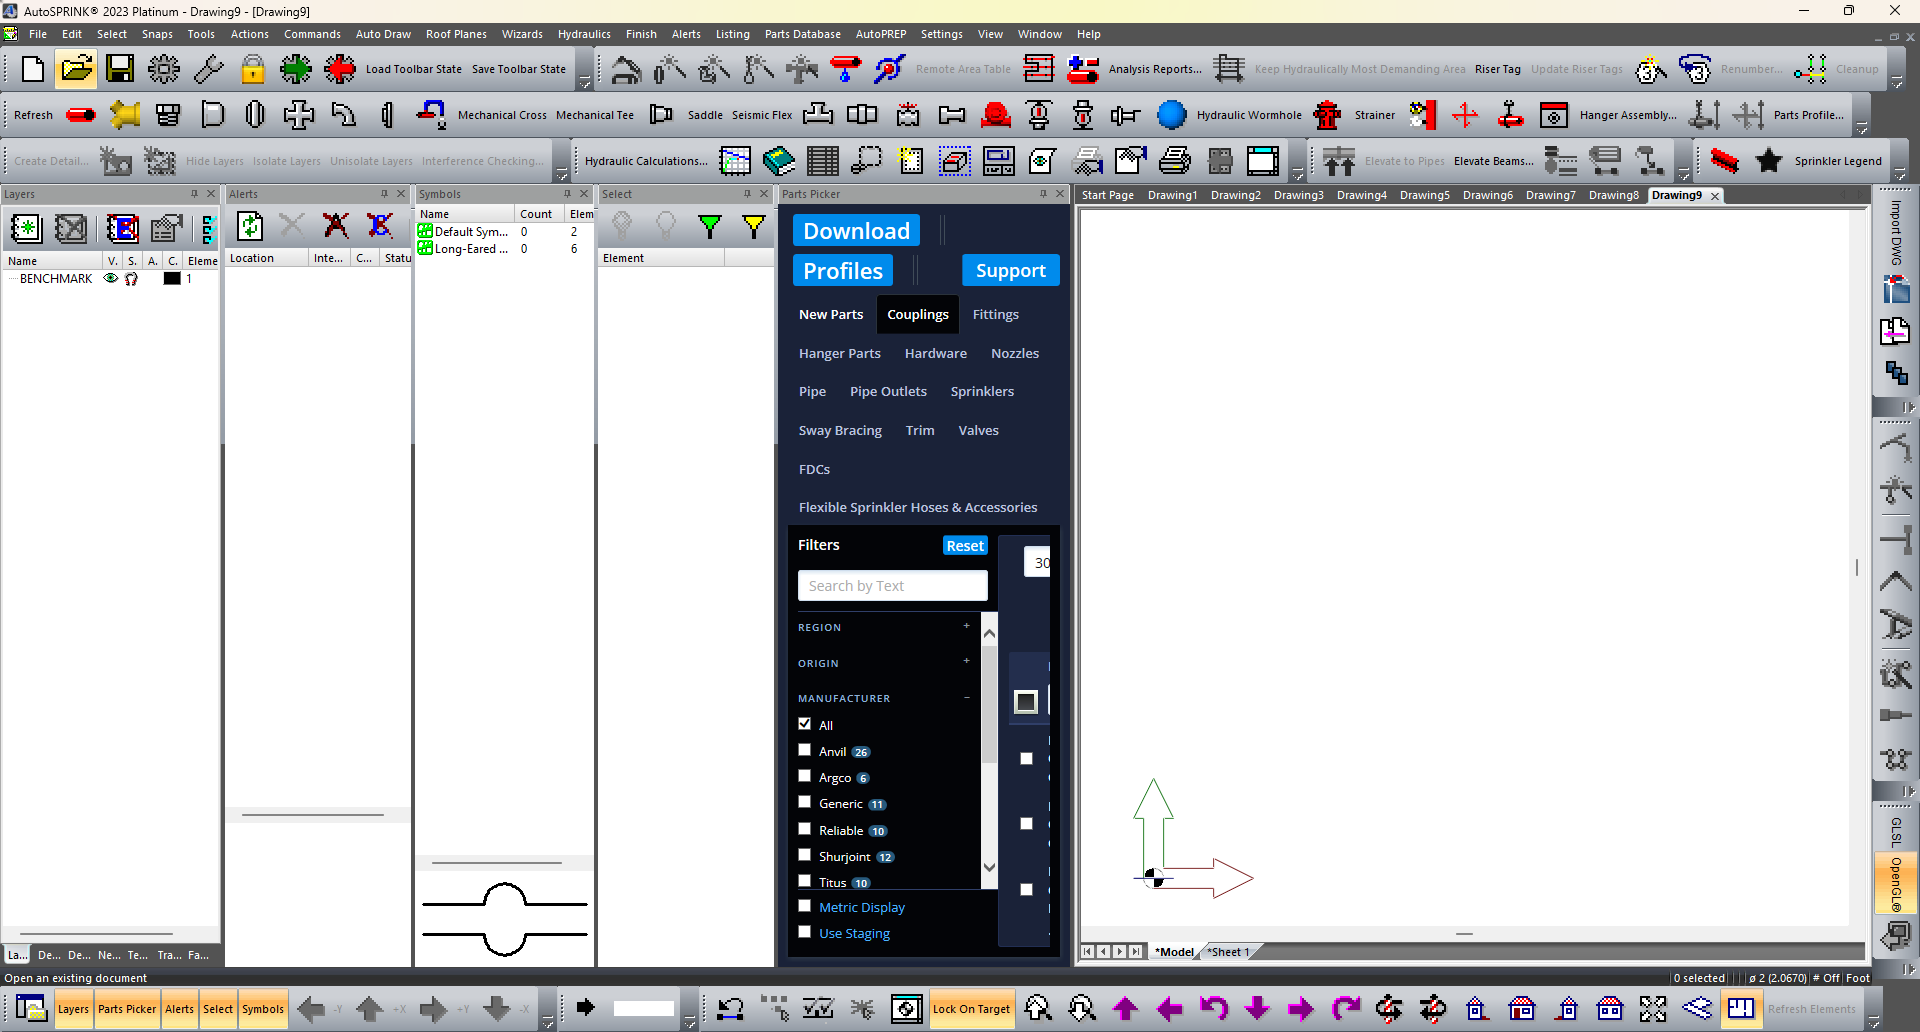 AutoSPRINK® 2023 Platinum - Drawing9 - [Drawing9]
File Edit Select Snaps Tools Actions Commands Auto Draw Roof Planes Wizards Hydraulics Finish Alerts Listing Parts Database AutoPREP Settings View Window Help
Load Toolbar State Save Toolbar State Remote Area Table Analysis Reports... Keep Hydraulically Most Demanding Area Riser Tag Update Riser Tags Renumber... Cleanup
Refresh Mechanical Cross Mechanical Tee Saddle Seismic Flex Hydraulic Wormhole Strainer Hanger Assembly... Parts Profile...
Create Detail... Hide Layers Isolate Layers Unisolate Layers Interference Checking... Hydraulic Calculations... Elevate to Pipes Elevate Beams... Sprinkler Legend
Layers Alerts Symbols Select Parts Picker
Start Page Drawing1 Drawing2 Drawing3 Drawing4 Drawing5 Drawing6 Drawing7 Drawing8 Drawing9
Name V. S. A. C. Eleme
BENCHMARK 1
Location Inte... C... Statu
Name Count Elem
Default Sym... 0 2
Long-Eared ... 0 6
Element
Download
Profiles Support
New Parts Couplings Fittings
Hanger Parts Hardware Nozzles
Pipe Pipe Outlets Sprinklers
Sway Bracing Trim Valves
FDCs
Flexible Sprinkler Hoses & Accessories
Filters Reset
30
Search by Text
REGION +
ORIGIN +
MANUFACTURER −
All
Anvil 26
Argco 6
Generic 11
Reliable 10
Shurjoint 12
Titus 10
Metric Display
Use Staging
Import DWG
GLSL
OpenGL®
La... De... De... Ne... Te... Tra... Fa...
*Model *Sheet 1
Open an existing document
0 selected ø 2 (2.0670) # Off Foot
Layers Parts Picker Alerts Select Symbols -Y +X +Y -X Lock On Target Refresh Elements